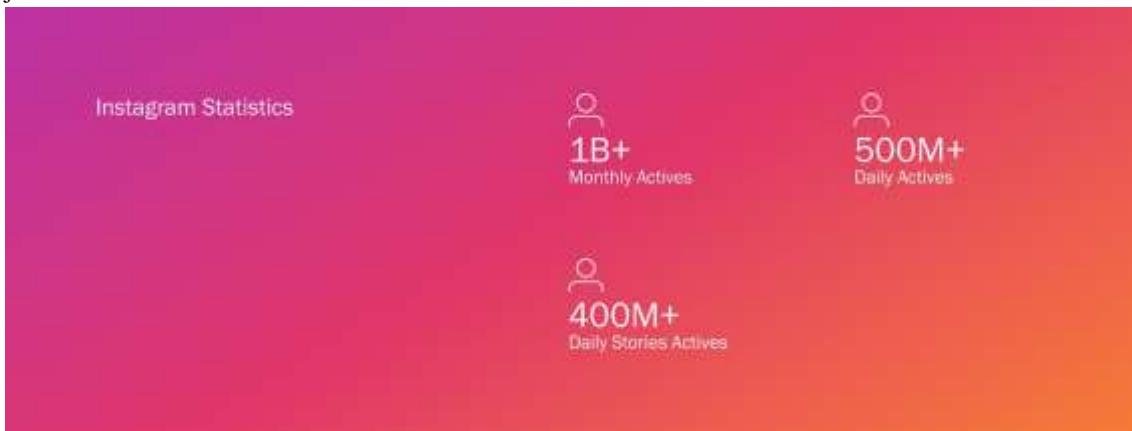 Instagram Statistics
1B+
Monthly Actives
500M+
Daily Actives
400M+
Daily Stories Actives